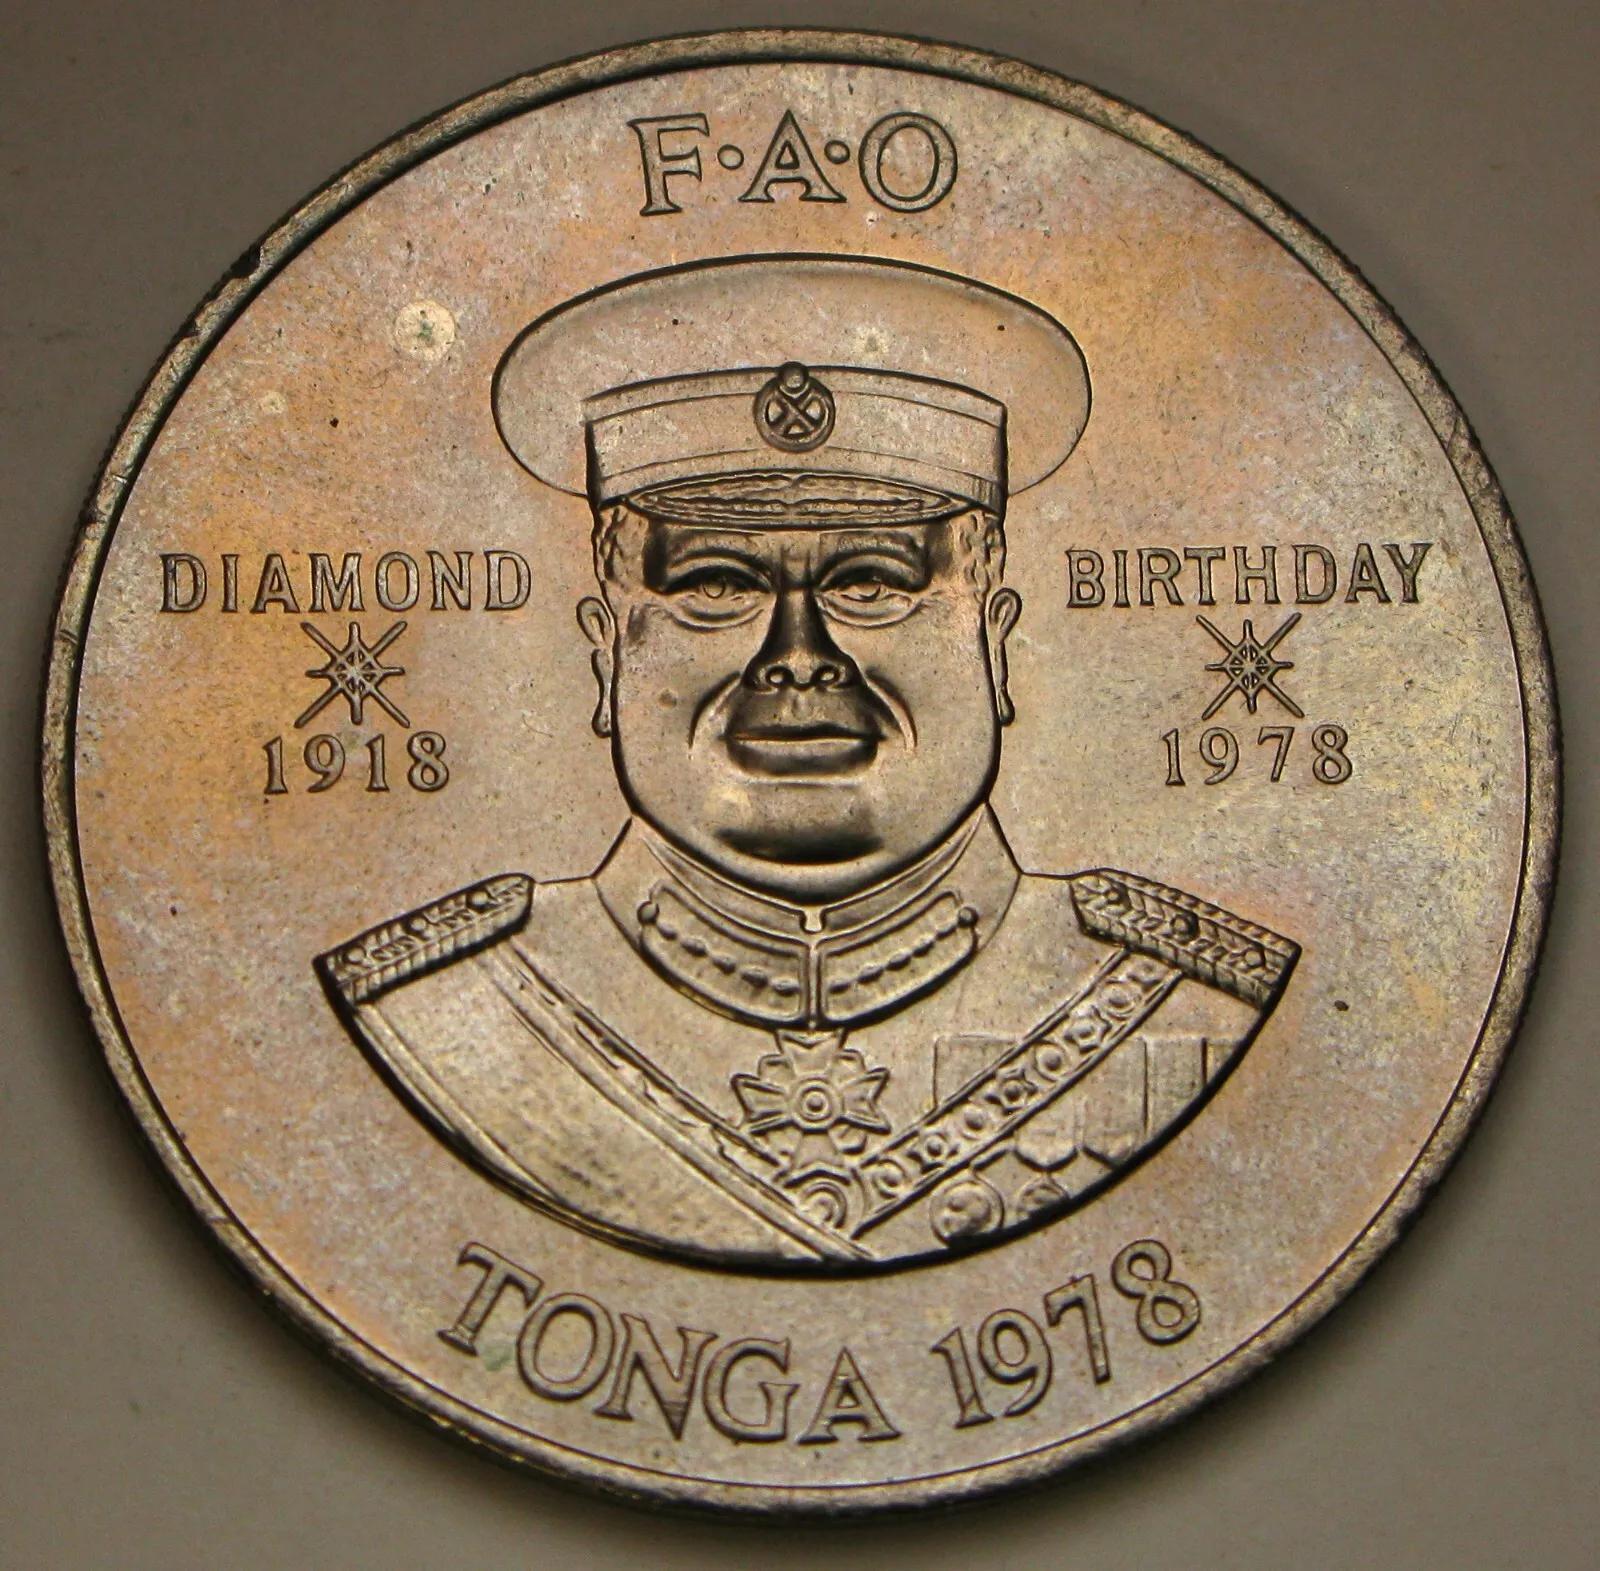 F·A·O
DIAMOND
1918
BIRTHDAY
1978
TONGA 1978